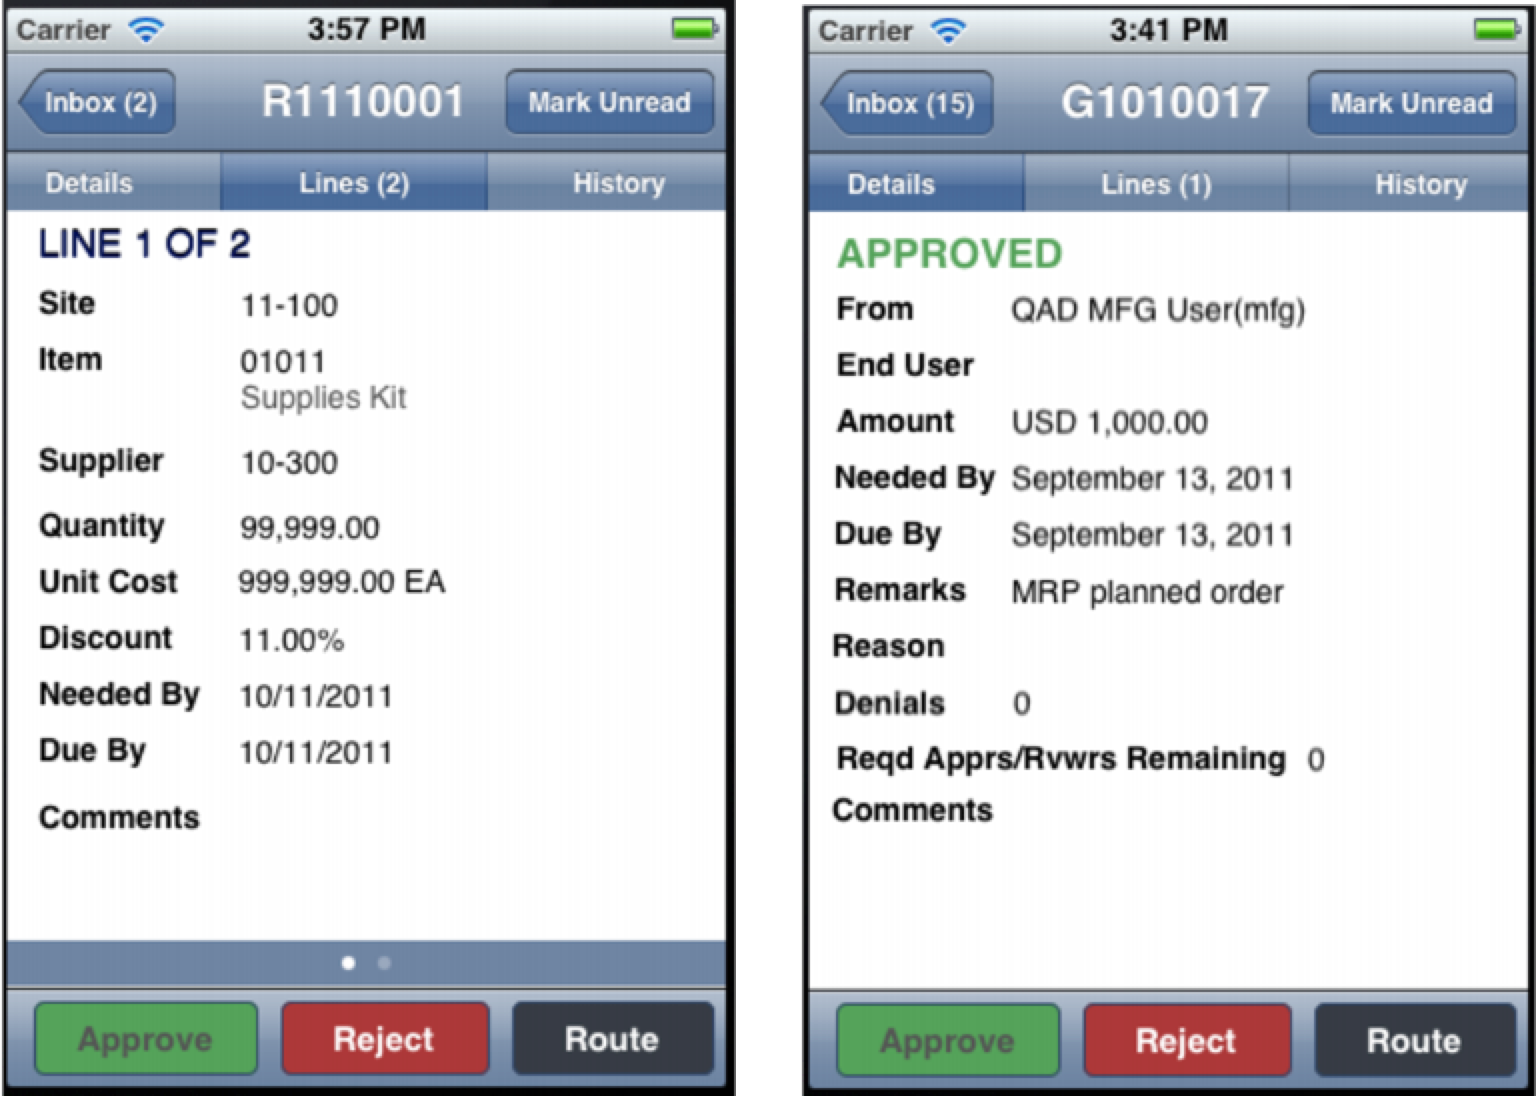 Carrier 3:57 PM
Inbox (2) R1110001 Mark Unread
Details Lines (2) History
LINE 1 OF 2
Site 11-100
Item 01011
Supplies Kit
Supplier 10-300
Quantity 99,999.00
Unit Cost 999,999.00 EA
Discount 11.00%
Needed By 10/11/2011
Due By 10/11/2011
Comments
Approve Reject Route
Carrier 3:41 PM
Inbox (15) G1010017 Mark Unread
Details Lines (1) History
APPROVED
From QAD MFG User(mfg)
End User
Amount USD 1,000.00
Needed By September 13, 2011
Due By September 13, 2011
Remarks MRP planned order
Reason
Denials 0
Reqd Apprs/Rvwrs Remaining 0
Comments
Approve Reject Route